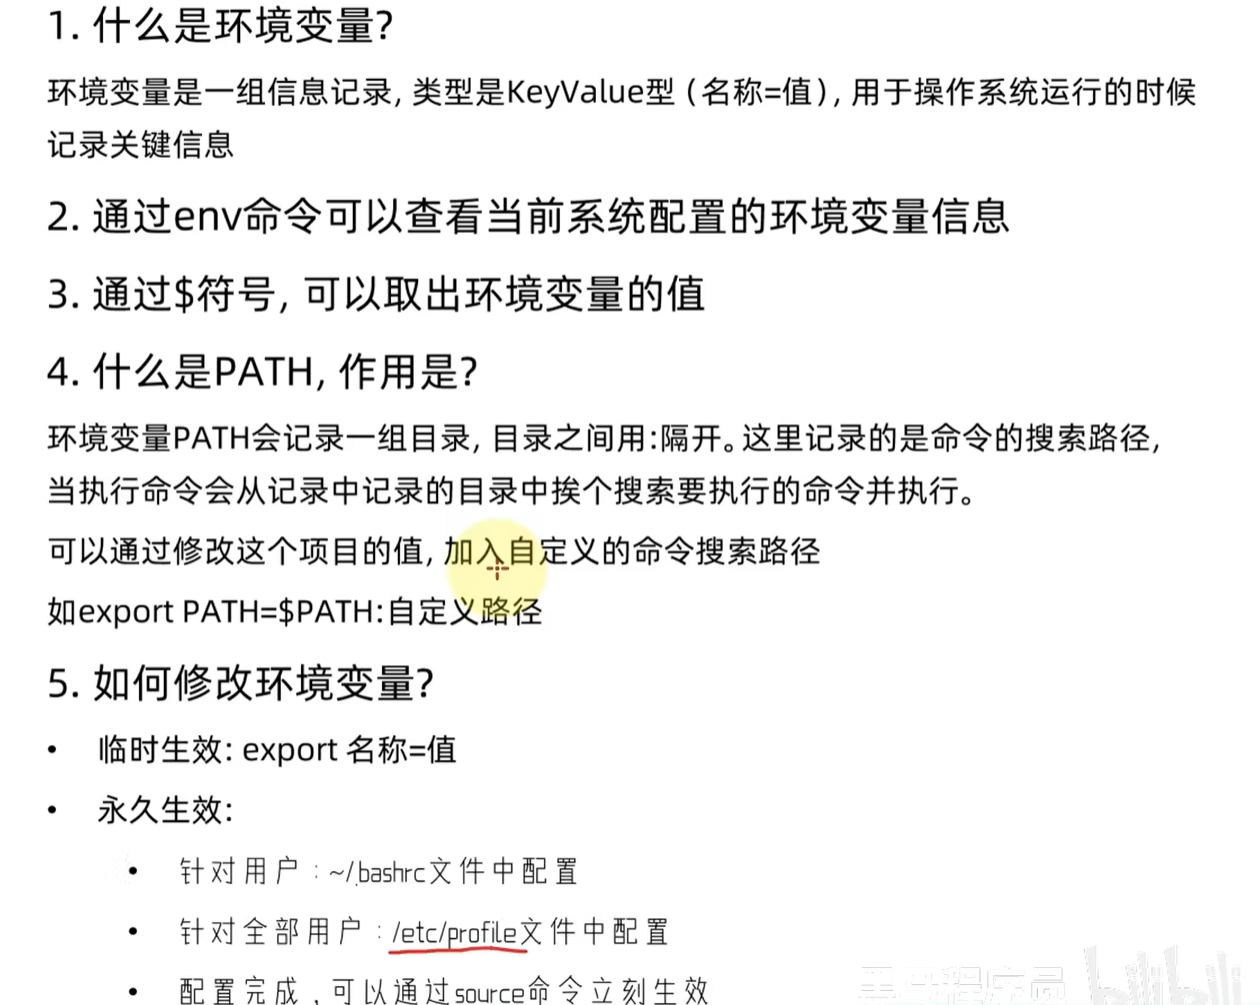 1. 什么是环境变量?
环境变量是一组信息记录, 类型是KeyValue型 (名称=值), 用于操作系统运行的时候
记录关键信息
2. 通过env命令可以查看当前系统配置的环境变量信息
3. 通过$符号, 可以取出环境变量的值
4. 什么是PATH, 作用是?
环境变量PATH会记录一组目录, 目录之间用:隔开。这里记录的是命令的搜索路径,
当执行命令会从记录中记录的目录中挨个搜索要执行的命令并执行。
可以通过修改这个项目的值, 加入自定义的命令搜索路径
如export PATH=$PATH:自定义路径
5. 如何修改环境变量?
• 临时生效: export 名称=值
• 永久生效:
• 针对用户:~/.bashrc文件中配置
• 针对全部用户:/etc/profile文件中配置
• 配置完成,可以通过source命令立刻生效
黑马程序员 bilibili